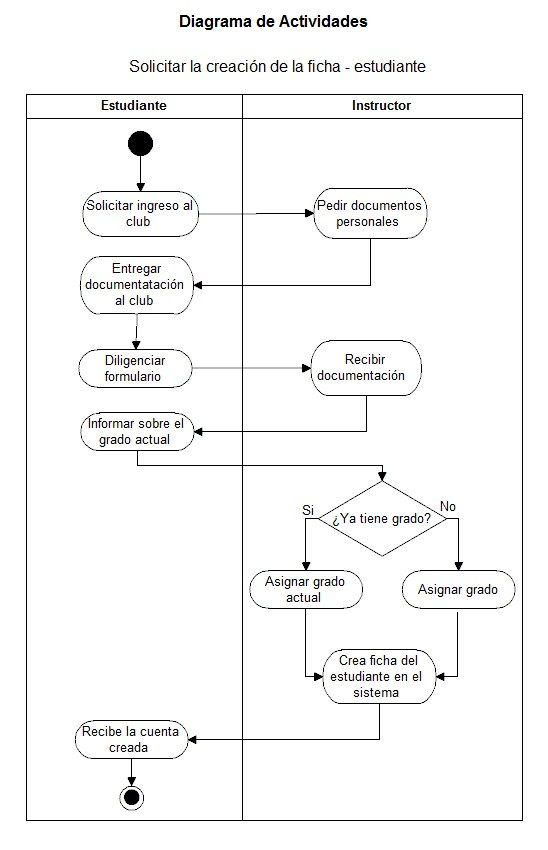 Diagrama de Actividades
Solicitar la creación de la ficha - estudiante
Estudiante
Instructor
Solicitar ingreso al
club
Pedir documentos
personales
Entregar
documentatación
al club
Diligenciar
formulario
Recibir
documentación
Informar sobre el
grado actual
Si
¿Ya tiene grado?
No
Asignar grado
actual
Asignar grado
Crea ficha del
estudiante en el
sistema
Recibe la cuenta
creada